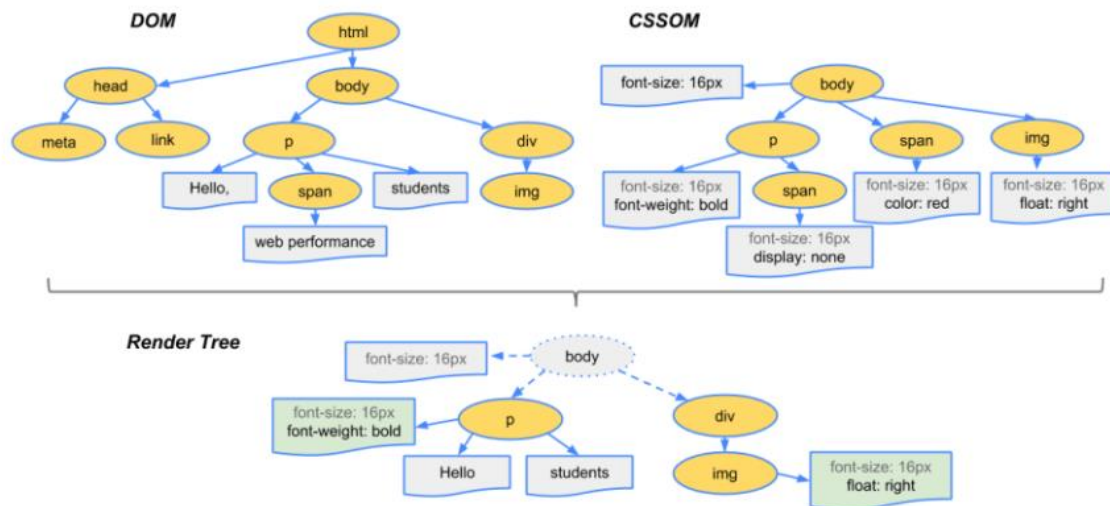 DOM
html
head
body
meta
link
p
div
Hello,
span
students
img
web performance
CSSOM
font-size: 16px
body
p
span
img
font-size: 16px
font-weight: bold
span
font-size: 16px
color: red
font-size: 16px
float: right
font-size: 16px
display: none
Render Tree
font-size: 16px
body
font-size: 16px
font-weight: bold
p
div
Hello
students
img
font-size: 16px
float: right